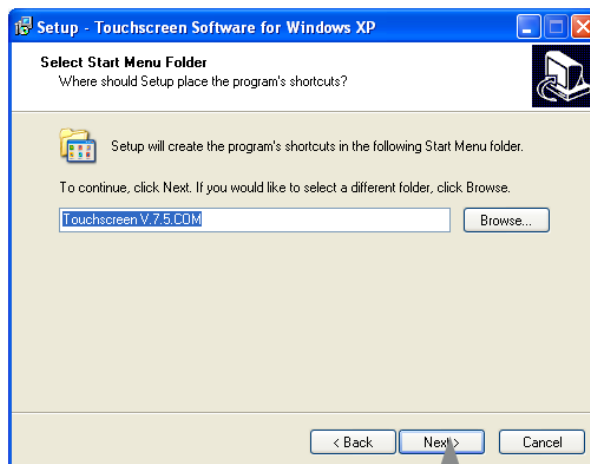 Setup - Touchscreen Software for Windows XP
Select Start Menu Folder
Where should Setup place the program's shortcuts?
Setup will create the program's shortcuts in the following Start Menu folder.
To continue, click Next. If you would like to select a different folder, click Browse.
Touchscreen V.7.5.COM
Browse...
< Back
Next >
Cancel